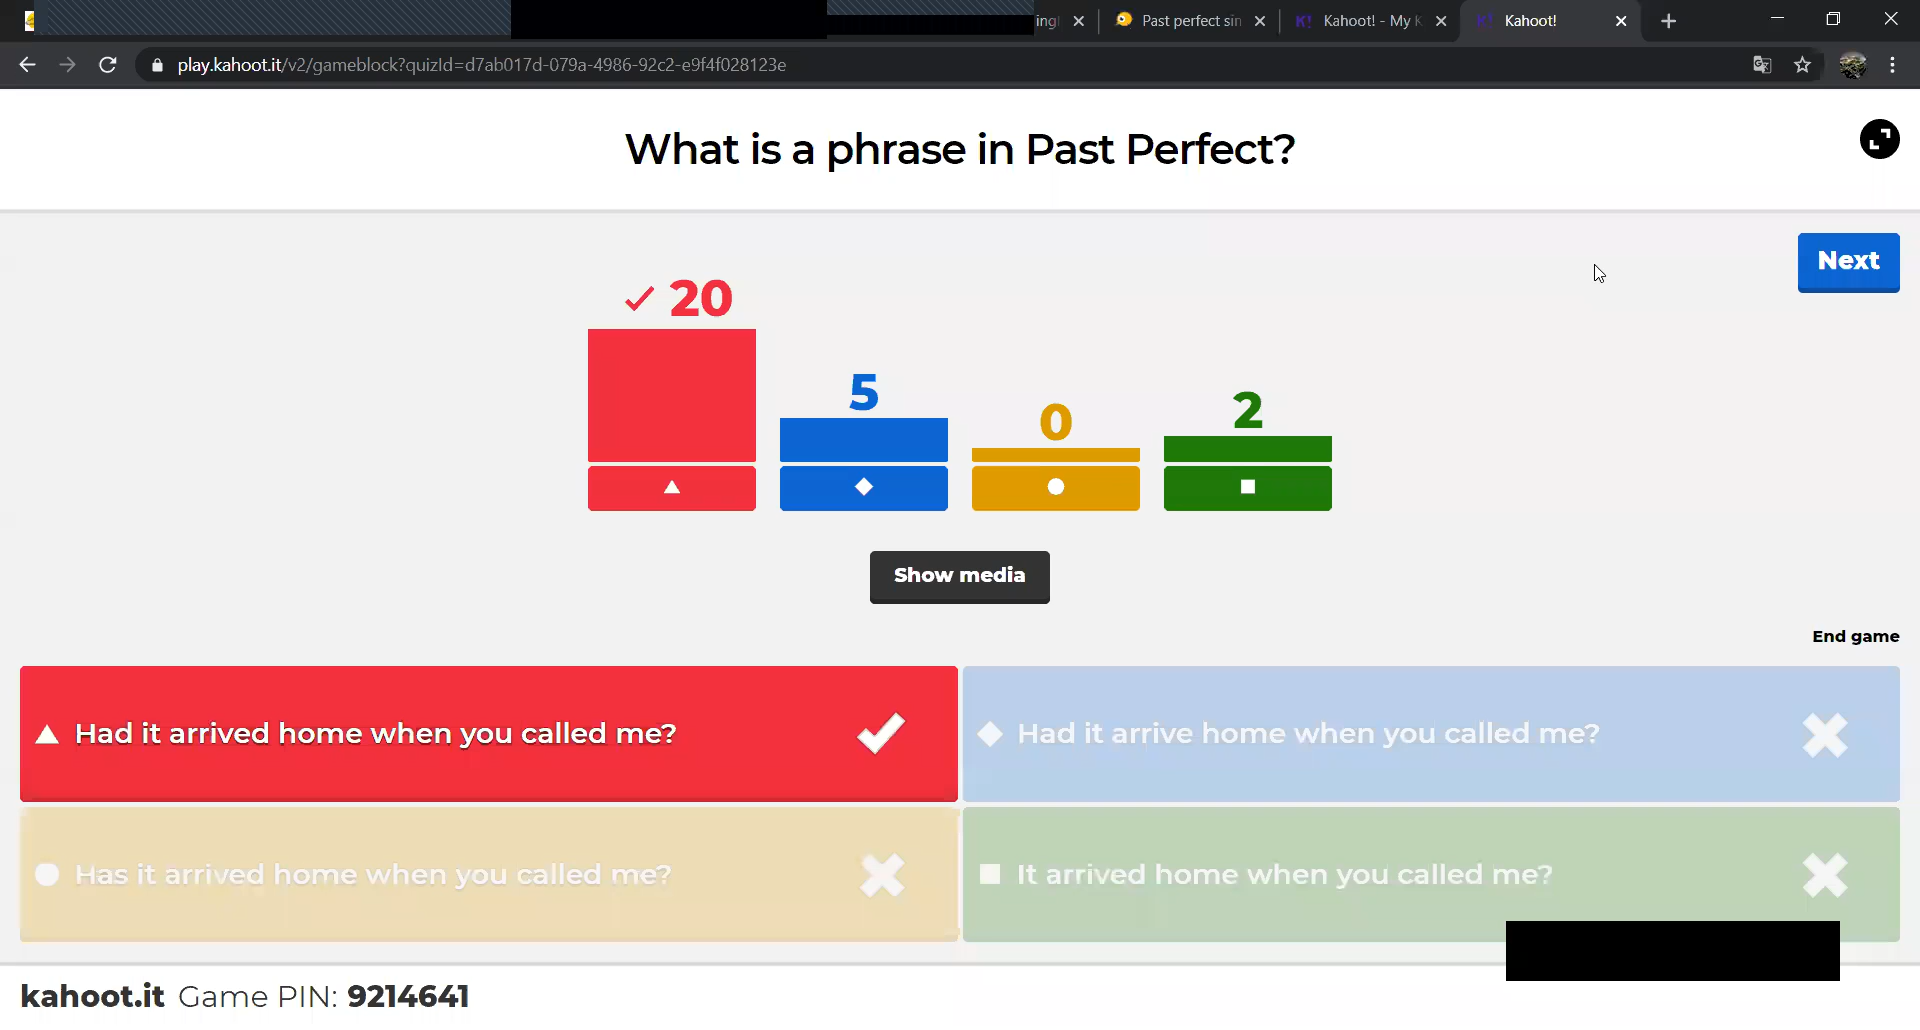 ingl
Past perfect sin
K! Kahoot! - My K
K! Kahoot!
play.kahoot.it/v2/gameblock?quizId=d7ab017d-079a-4986-92c2-e9f4f028123e
What is a phrase in Past Perfect?
Next
20
5
0
2
Show media
End game
Had it arrived home when you called me?
Had it arrive home when you called me?
Has it arrived home when you called me?
It arrived home when you called me?
kahoot.it Game PIN: 9214641